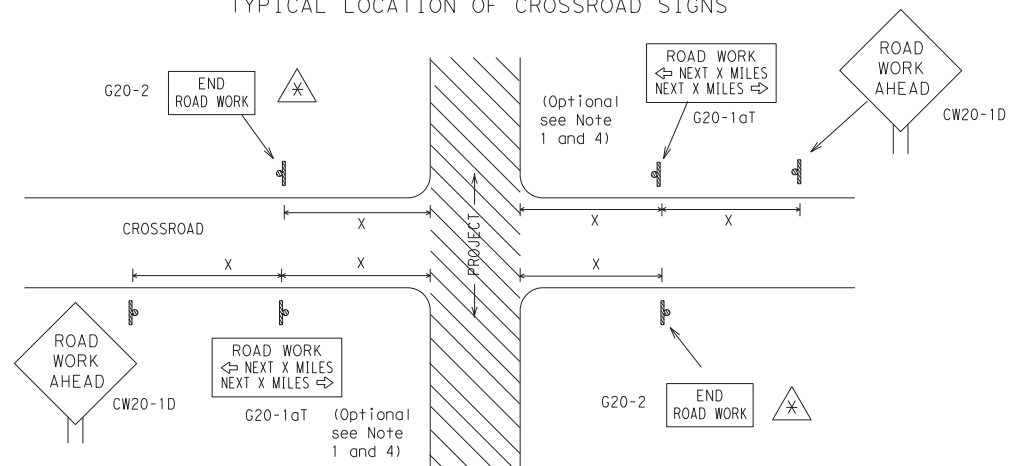 TYPICAL LOCATION OF CROSSROAD SIGNS
G20-2
END
ROAD WORK
*
(Optional
see Note
1 and 4)
ROAD WORK
⇦ NEXT X MILES
NEXT X MILES ⇨
G20-1aT
ROAD
WORK
AHEAD
CW20-1D
CROSSROAD
X
X
X
PROJECT
X
X
X
ROAD
WORK
AHEAD
CW20-1D
ROAD WORK
⇦ NEXT X MILES
NEXT X MILES ⇨
G20-1aT
(Optional
see Note
1 and 4)
G20-2
END
ROAD WORK
*